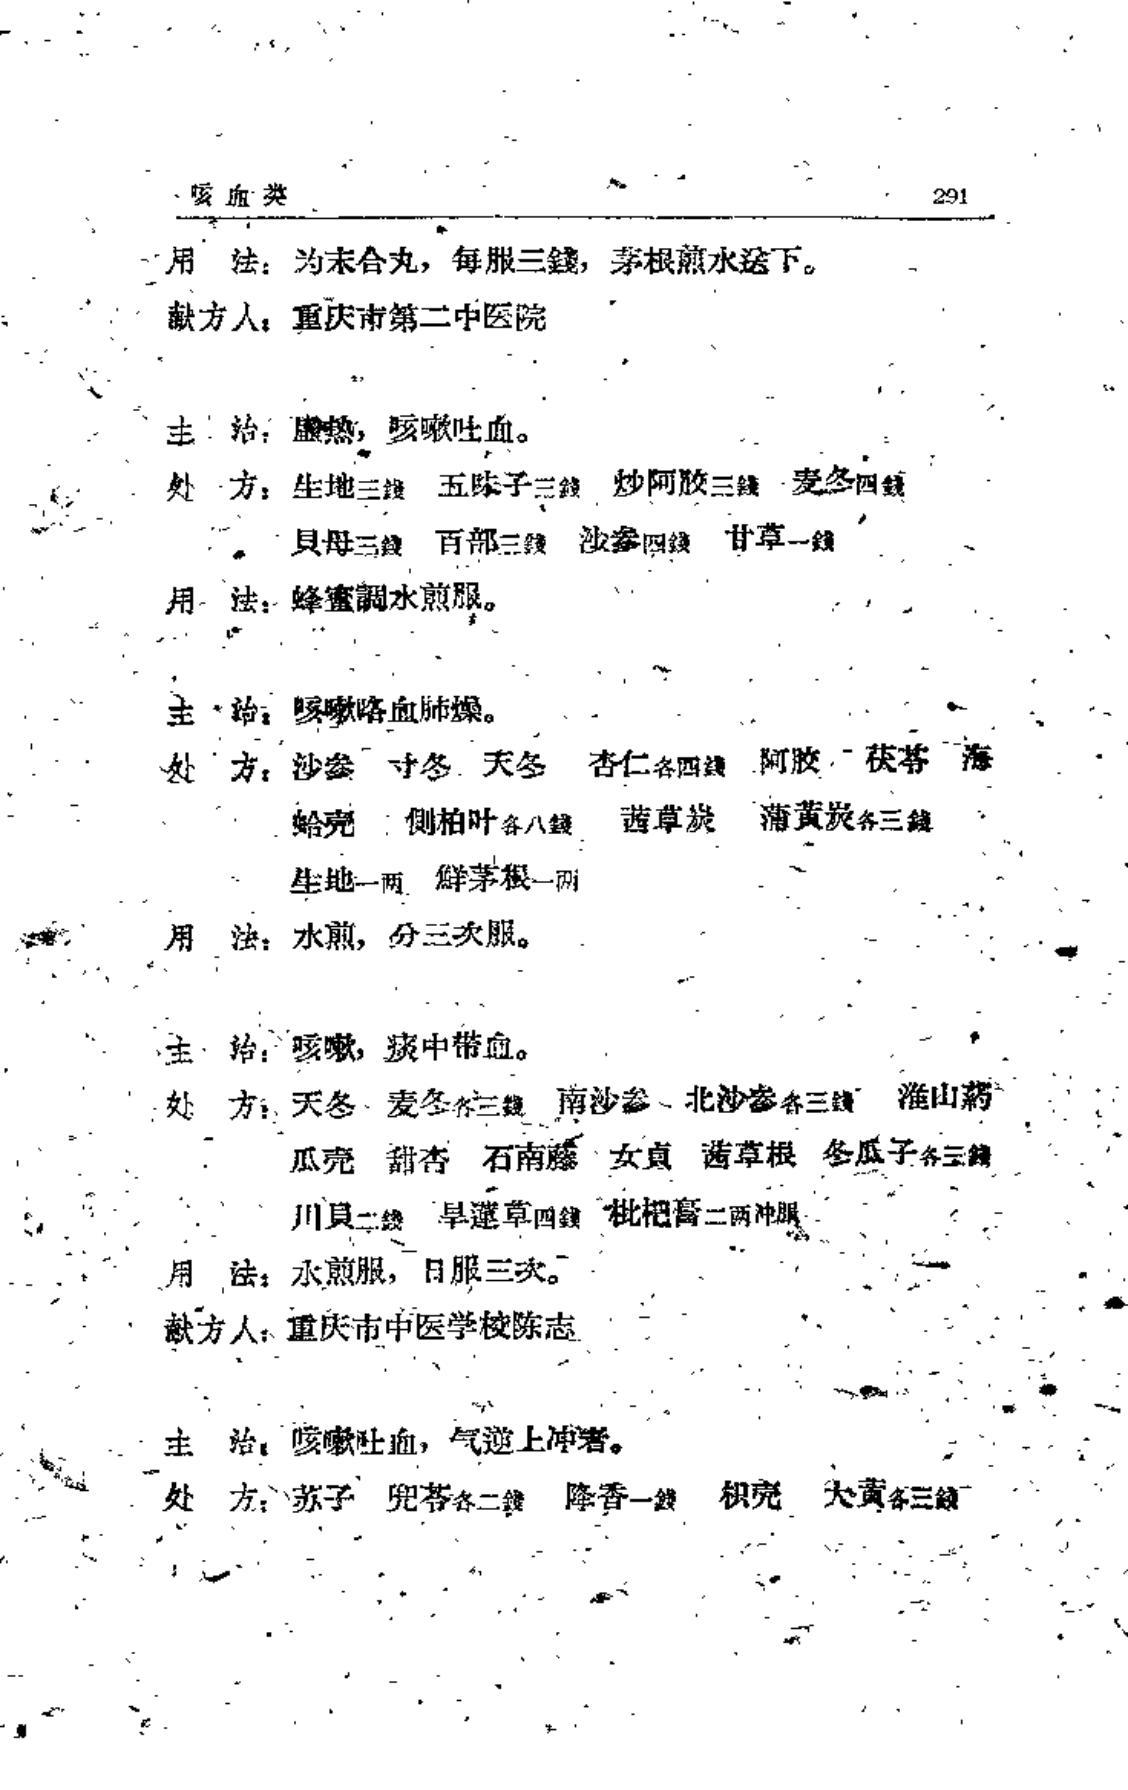 咳血类 291
用 法：为末合丸，每服三錢，茅根煎水送下。
献方人：重庆市第二中医院
主 治：虛热，咳嗽吐血。
处 方：生地三錢 五味子三錢 炒阿胶三錢 麦冬四錢
貝母三錢 百部三錢 沙参四錢 甘草一錢
用 法：蜂蜜調水煎服。
主 治：咳嗽咯血肺燥。
处 方：沙参 寸冬 天冬 杏仁各四錢 阿胶 茯苓 海
蛤壳 側柏叶各八錢 茜草炭 蒲黄炭各三錢
生地一两 鮮茅根一两
用 法：水煎，分三次服。
主 治：咳嗽，痰中带血。
处 方：天冬 麦冬各三錢 南沙参 北沙参各三錢 淮山葯
瓜壳 甜杏 石南藤 女貞 茜草根 冬瓜子各三錢
川貝二錢 旱蓮草四錢 枇杷膏二两冲服
用 法：水煎服，日服三次。
献方人：重庆市中医学校陈志
主 治：咳嗽吐血，气逆上冲者。
处 方：苏子 兜苓各二錢 降香一錢 枳壳 大黄各三錢